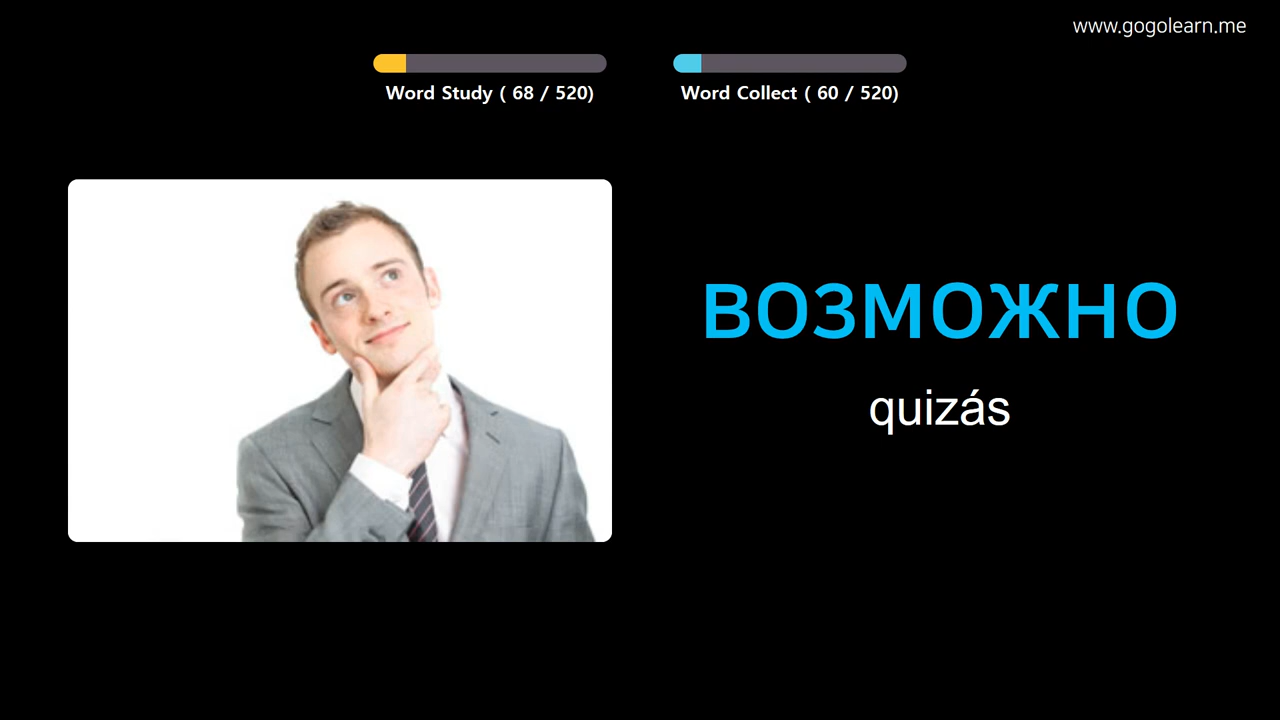 www.gogolearn.me
Word Study ( 68 / 520)
Word Collect ( 60 / 520)
возможно
quizás